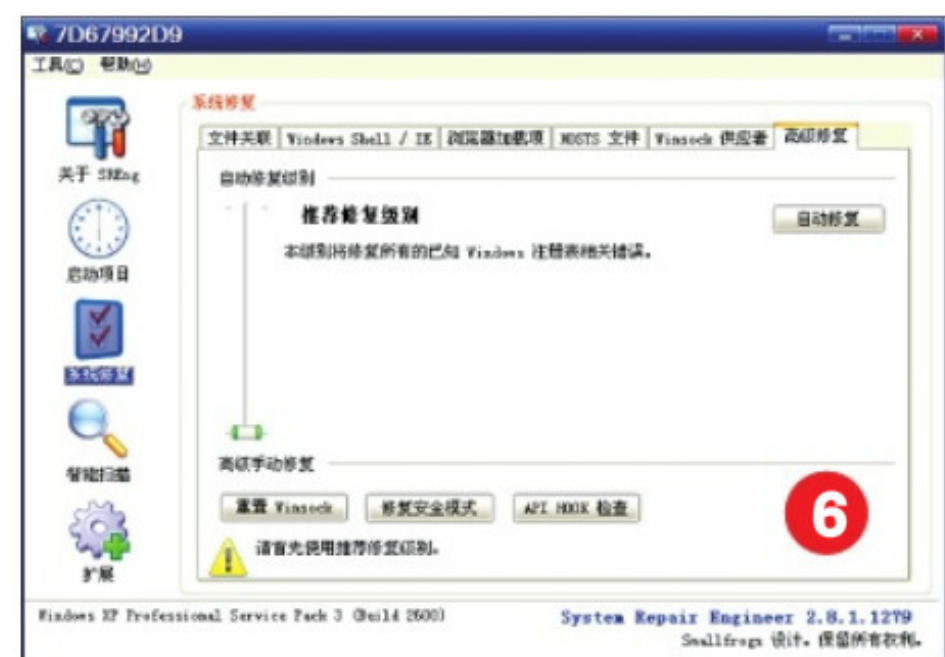 7D67992D9
工具(C) 帮助(H)
系统修复
文件关联 Windows Shell / IE 浏览器加载项 HOSTS 文件 Winsock 供应者 高级修复
关于 SREng
启动项目
系统修复
智能扫描
扩展
自动修复级别
推荐修复级别
自动修复
本级别将修复所有的已知 Windows 注册表相关错误。
高级手动修复
重置 Winsock 修复安全模式 API HOOK 检查
6
请首先使用推荐修复级别。
Windows XP Professional Service Pack 3 (Build 2600)
System Repair Engineer 2.8.1.1279
Smallfrogs 设计。保留所有权利。